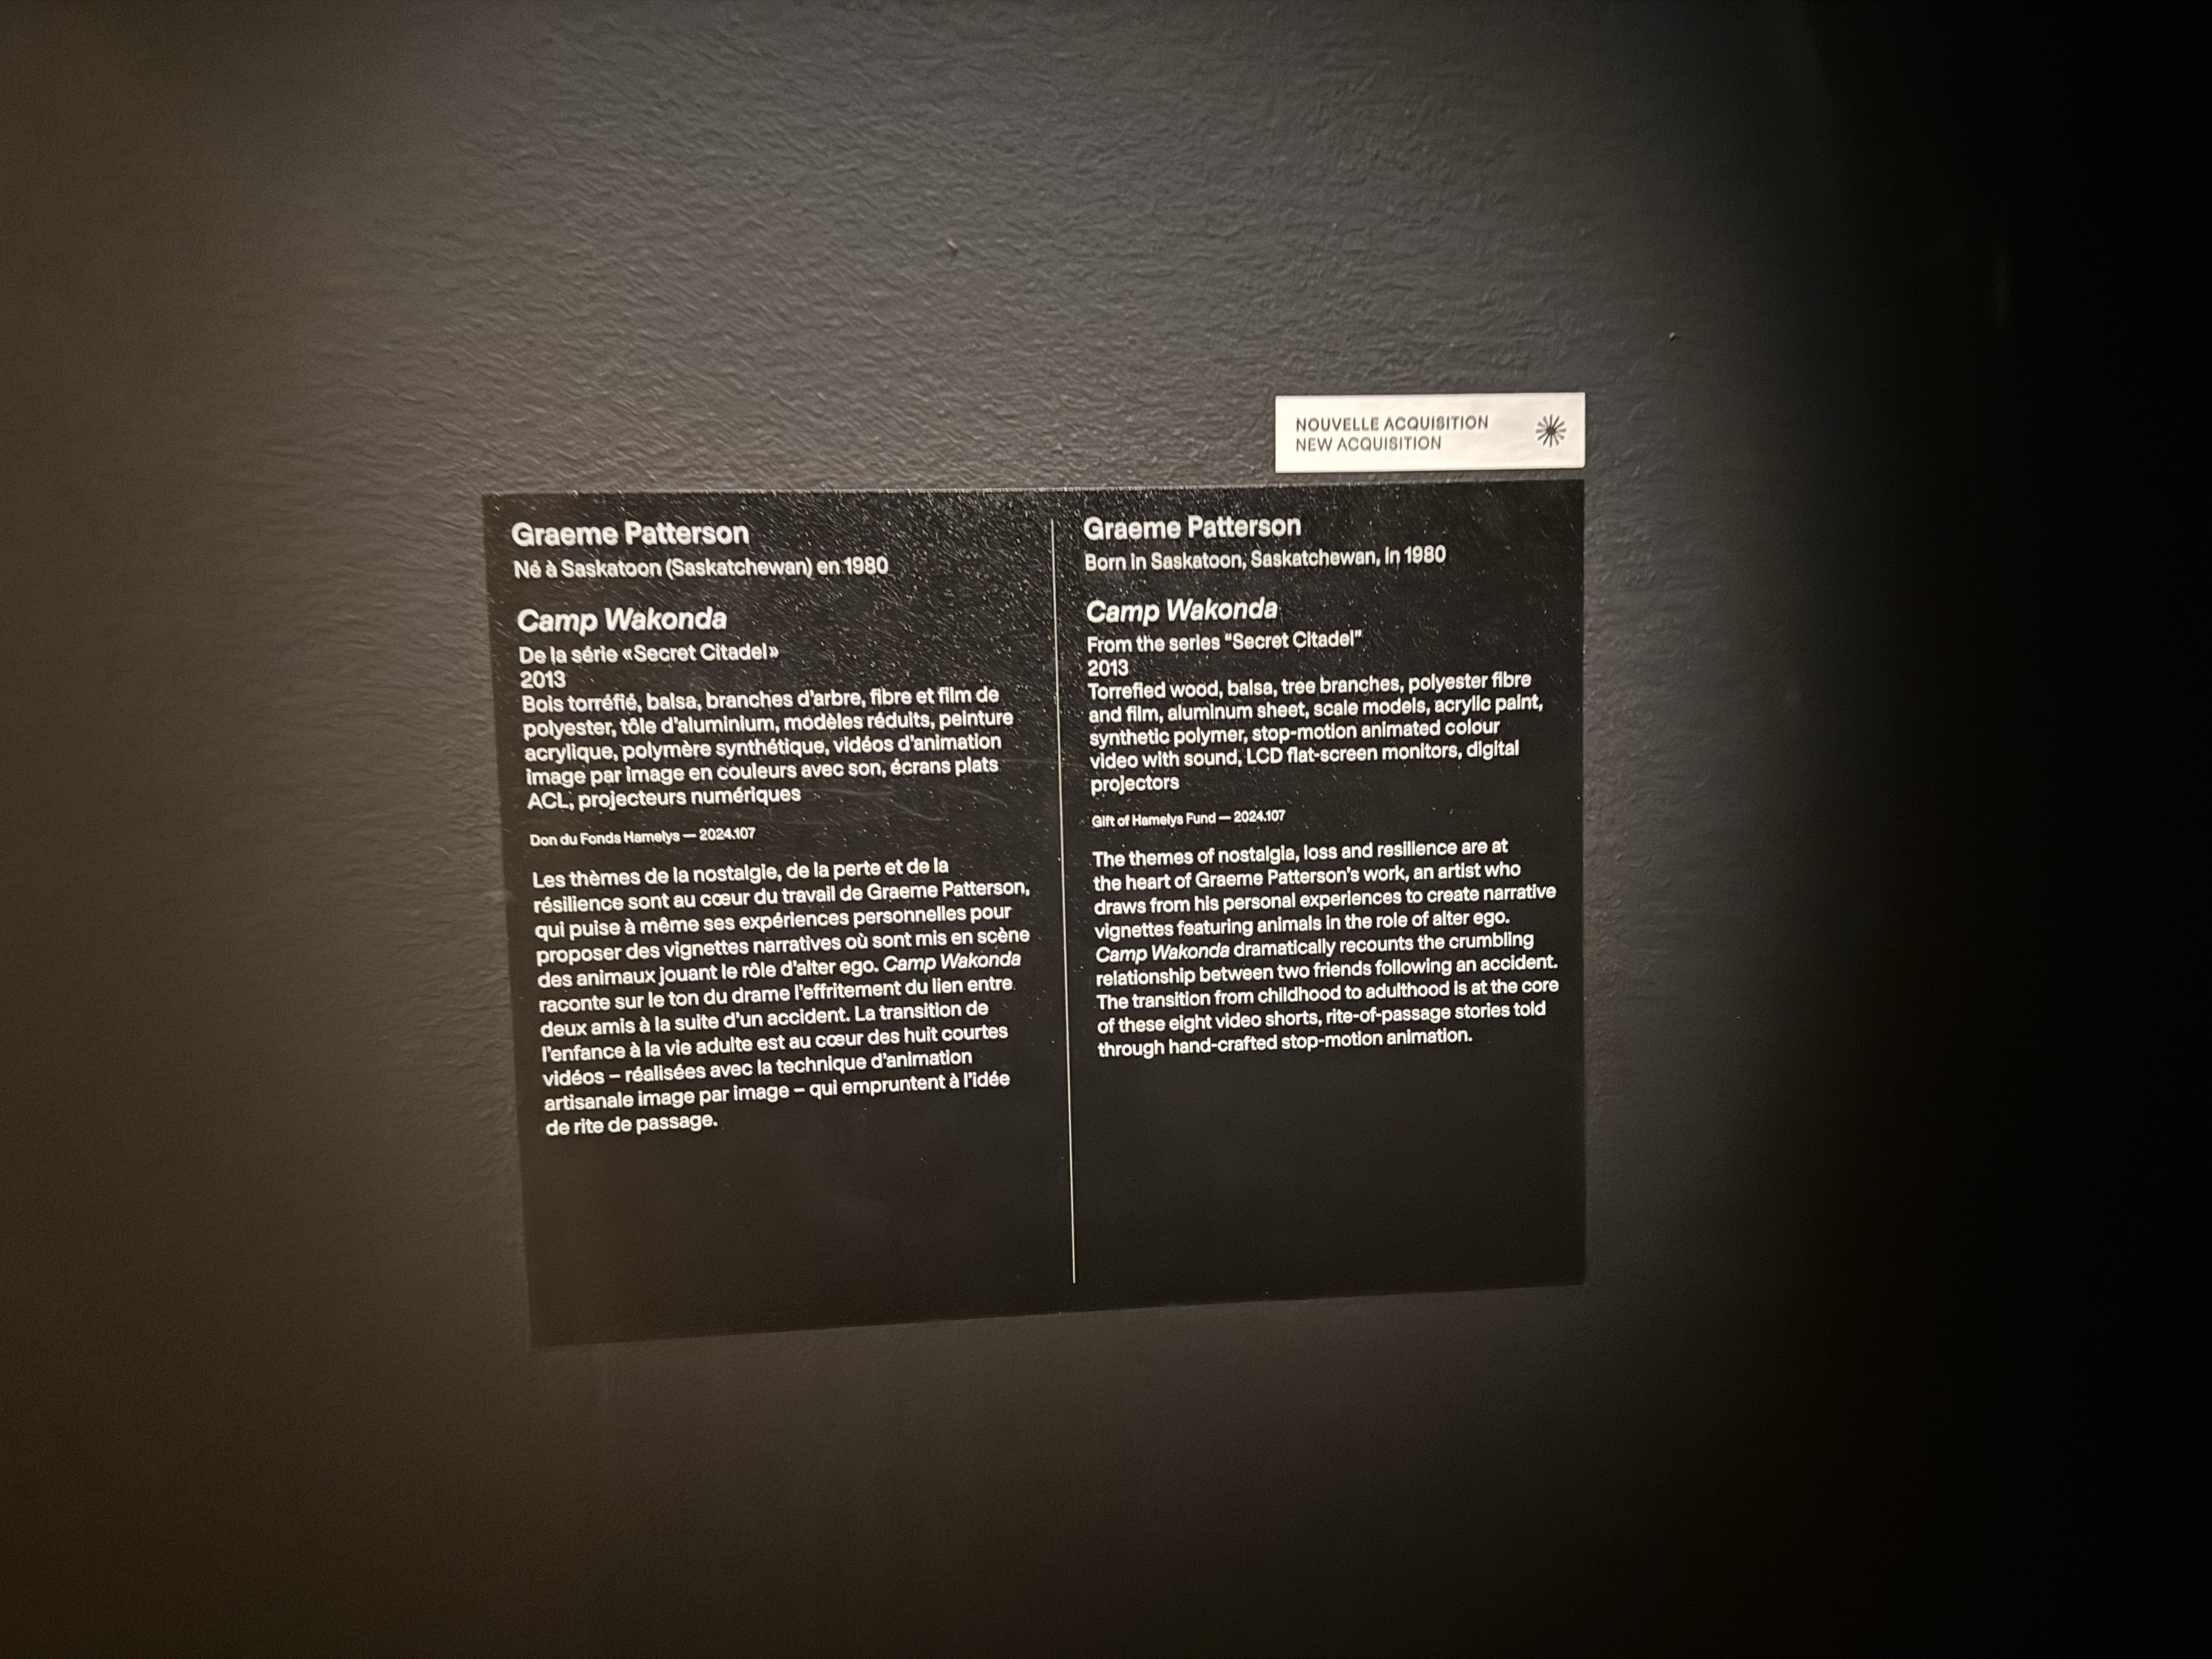 NOUVELLE ACQUISITION
NEW ACQUISITION
Graeme Patterson
Né à Saskatoon (Saskatchewan) en 1980
Camp Wakonda
De la série «Secret Citadel»
2013
Bois torréfié, balsa, branches d'arbre, fibre et film de
polyester, tôle d'aluminium, modèles réduits, peinture
acrylique, polymère synthétique, vidéos d'animation
image par image en couleurs avec son, écrans plats
ACL, projecteurs numériques
Don du Fonds Hamelys — 2024.107
Les thèmes de la nostalgie, de la perte et de la
résilience sont au cœur du travail de Graeme Patterson,
qui puise à même ses expériences personnelles pour
proposer des vignettes narratives où sont mis en scène
des animaux jouant le rôle d'alter ego. Camp Wakonda
raconte sur le ton du drame l'effritement du lien entre
deux amis à la suite d'un accident. La transition de
l'enfance à la vie adulte est au cœur des huit courtes
vidéos – réalisées avec la technique d'animation
artisanale image par image – qui empruntent à l'idée
de rite de passage.
Graeme Patterson
Born in Saskatoon, Saskatchewan, in 1980
Camp Wakonda
From the series "Secret Citadel"
2013
Torrefied wood, balsa, tree branches, polyester fibre
and film, aluminum sheet, scale models, acrylic paint,
synthetic polymer, stop-motion animated colour
video with sound, LCD flat-screen monitors, digital
projectors
Gift of Hamelys Fund — 2024.107
The themes of nostalgia, loss and resilience are at
the heart of Graeme Patterson's work, an artist who
draws from his personal experiences to create narrative
vignettes featuring animals in the role of alter ego.
Camp Wakonda dramatically recounts the crumbling
relationship between two friends following an accident.
The transition from childhood to adulthood is at the core
of these eight video shorts, rite-of-passage stories told
through hand-crafted stop-motion animation.